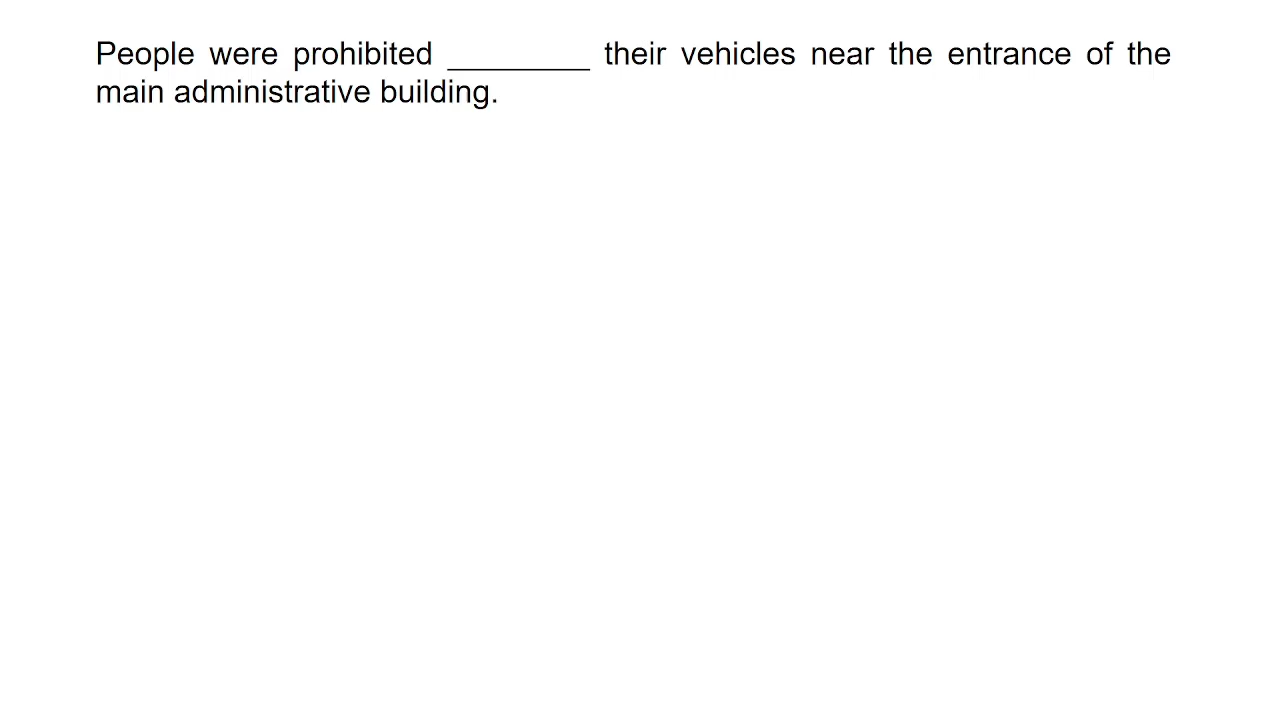 People were prohibited _________ their vehicles near the entrance of the
main administrative building.